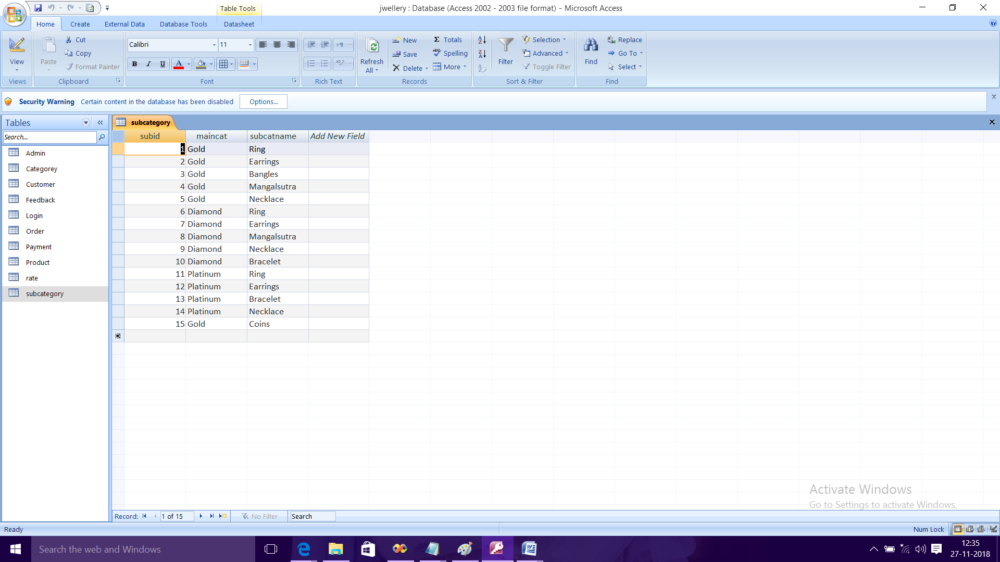 Table Tools
jwellery : Database (Access 2002 - 2003 file format) - Microsoft Access
Home Create External Data Database Tools Datasheet
View
Views
Paste
Cut
Copy
Format Painter
Clipboard
Calibri 11
B I U A
Font
Rich Text
Refresh All
New
Save
Delete
Totals
Spelling
More
Records
Filter
Selection
Advanced
Toggle Filter
Sort & Filter
Find
Replace
Go To
Select
Find
Security Warning Certain content in the database has been disabled Options...
Tables
Search...
Admin
Categorey
Customer
Feedback
Login
Order
Payment
Product
rate
subcategory
subcategory
subid maincat subcatname Add New Field
1 Gold Ring
2 Gold Earrings
3 Gold Bangles
4 Gold Mangalsutra
5 Gold Necklace
6 Diamond Ring
7 Diamond Earrings
8 Diamond Mangalsutra
9 Diamond Necklace
10 Diamond Bracelet
11 Platinum Ring
12 Platinum Earrings
13 Platinum Bracelet
14 Platinum Necklace
15 Gold Coins
Activate Windows
Go to Settings to activate Windows.
Record: 1 of 15 No Filter Search
Ready
Num Lock
Search the web and Windows
12:35
27-11-2018